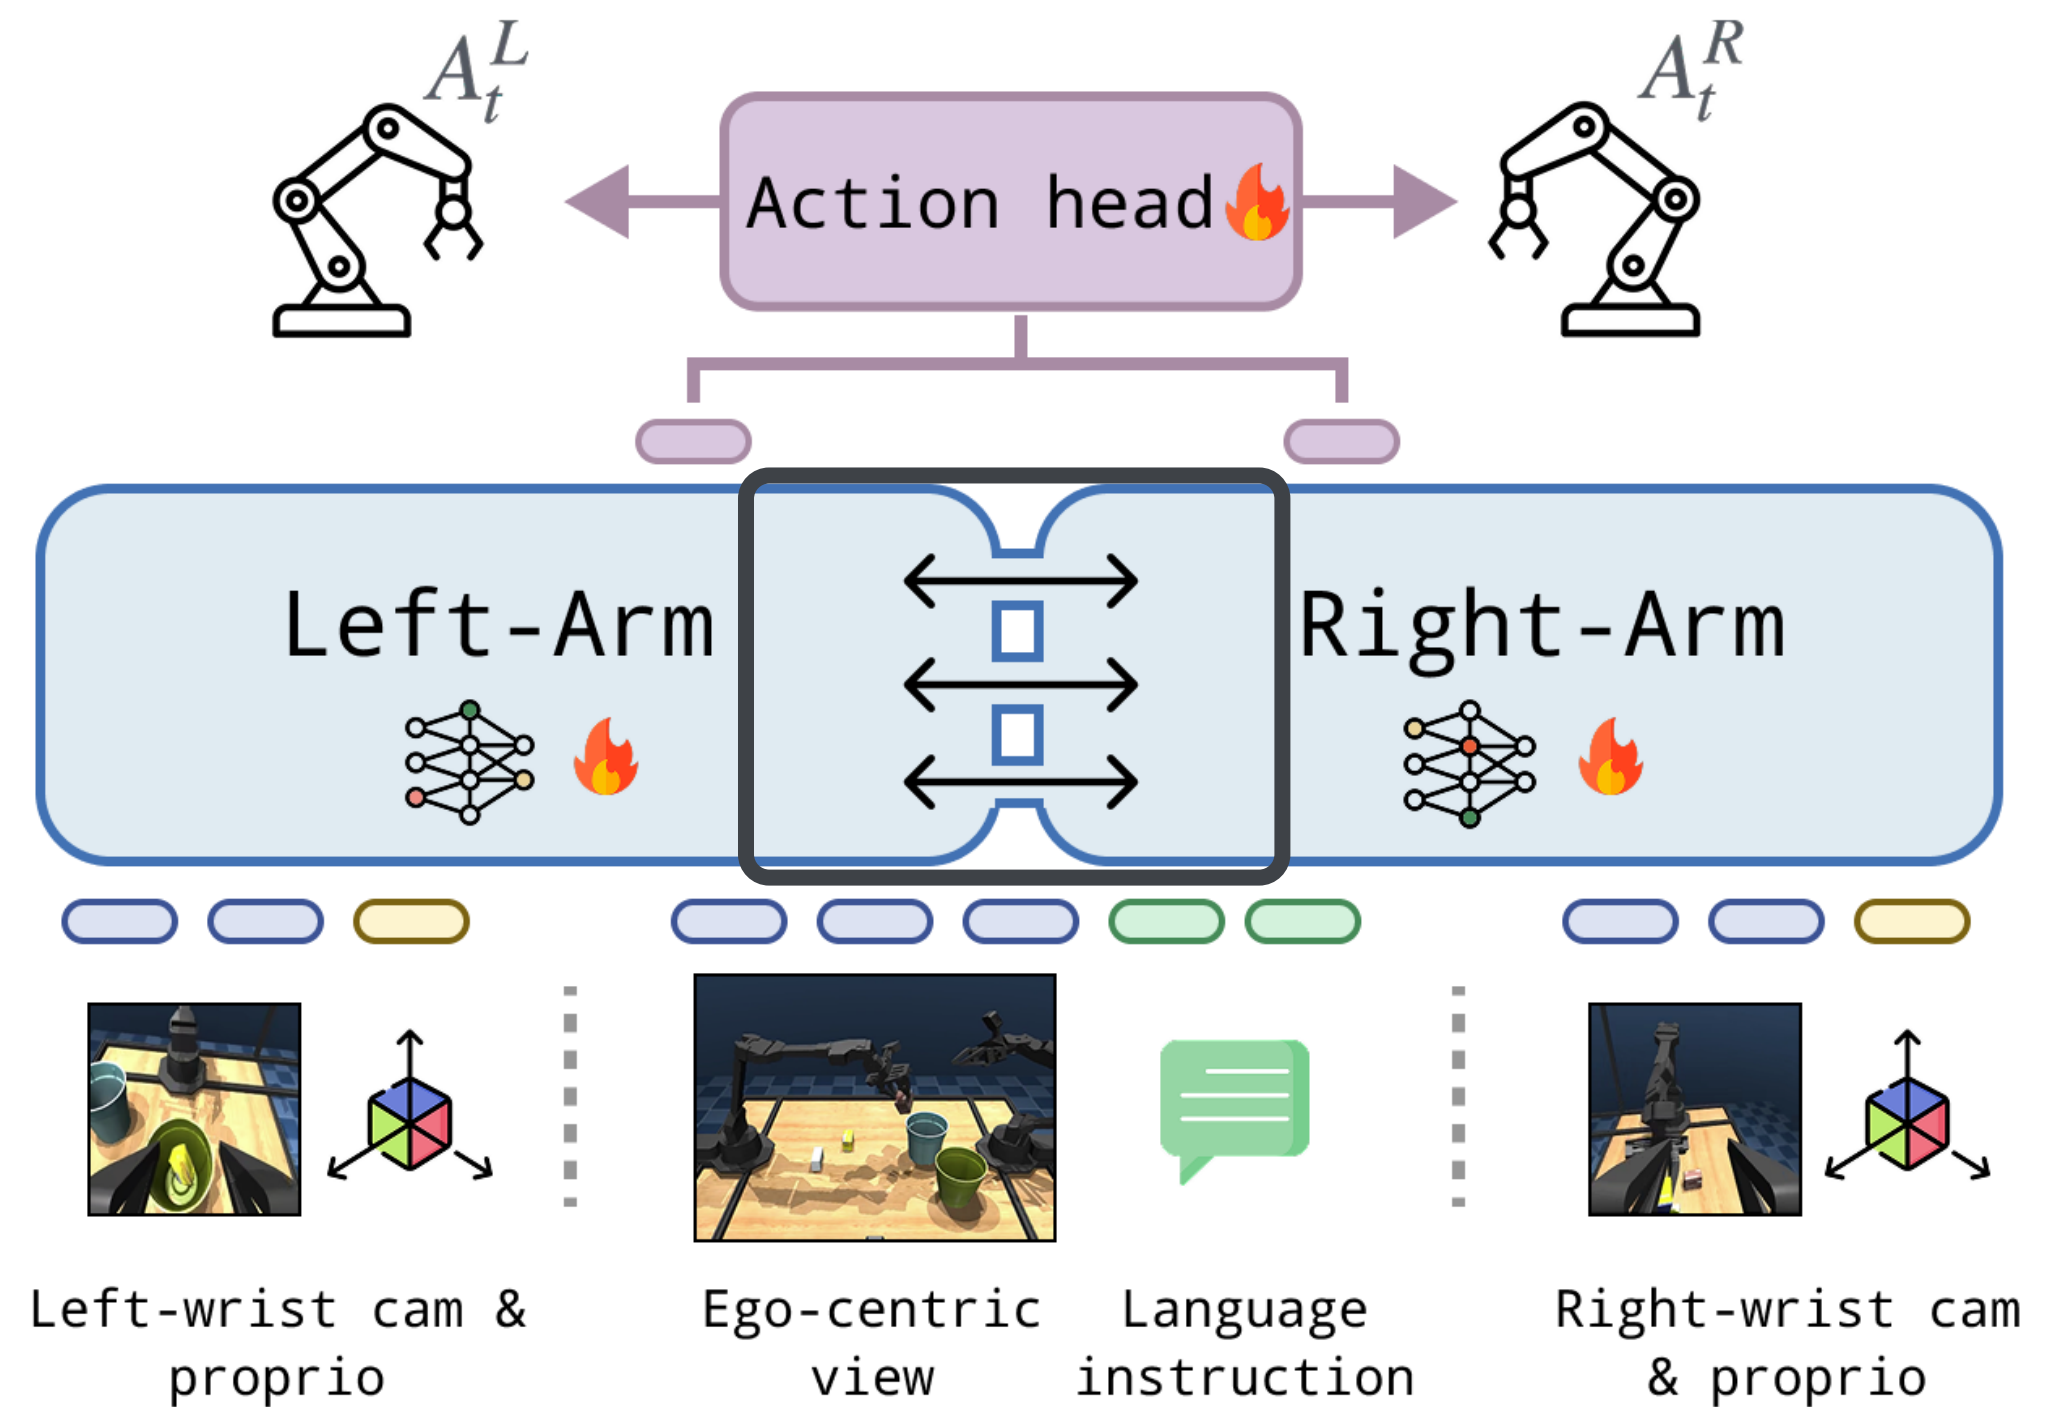 A_t^L
A_t^R
Action head
Left-Arm
Right-Arm
Left-wrist cam &
proprio
Ego-centric
view
Language
instruction
Right-wrist cam
& proprio